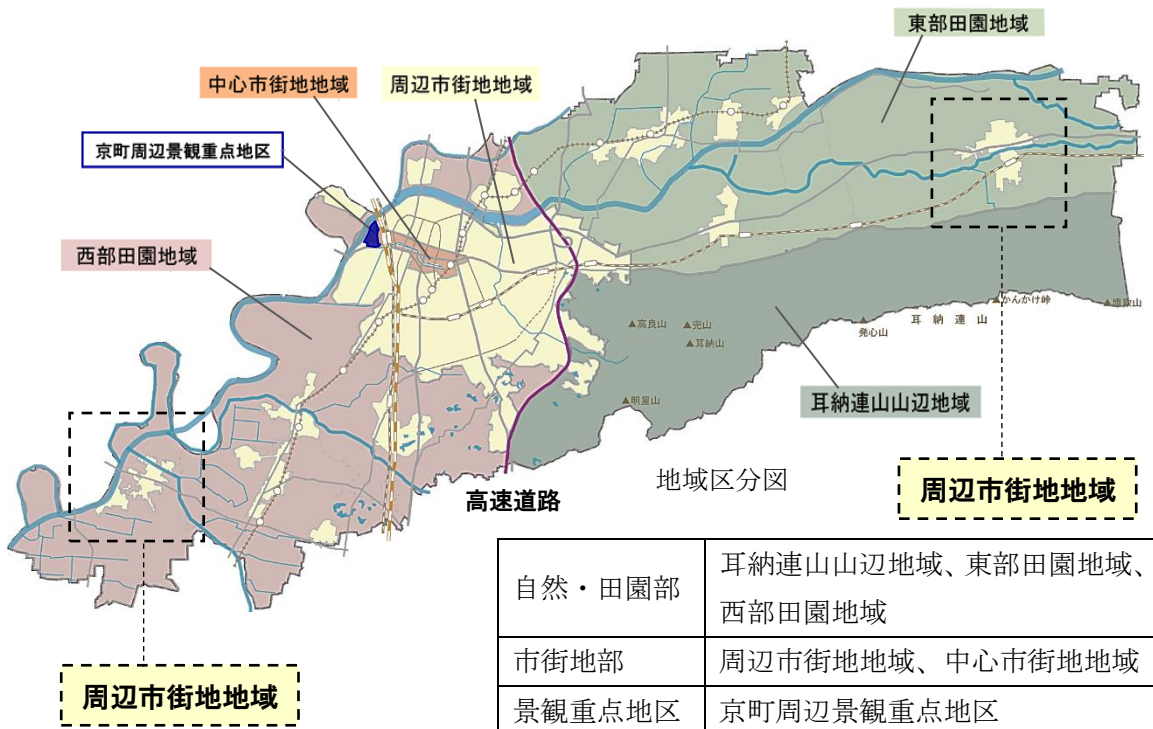 東部田園地域
中心市街地地域
周辺市街地地域
京町周辺景観重点地区
西部田園地域
▲かんかけ峠
▲鷹取山
▲高良山
▲兜山
▲発心山
耳納連山
▲耳納山
▲明星山
耳納連山山辺地域
地域区分図
高速道路
周辺市街地地域
周辺市街地地域
自然・田園部
耳納連山山辺地域、東部田園地域、
西部田園地域
市街地部
周辺市街地地域、中心市街地地域
景観重点地区
京町周辺景観重点地区